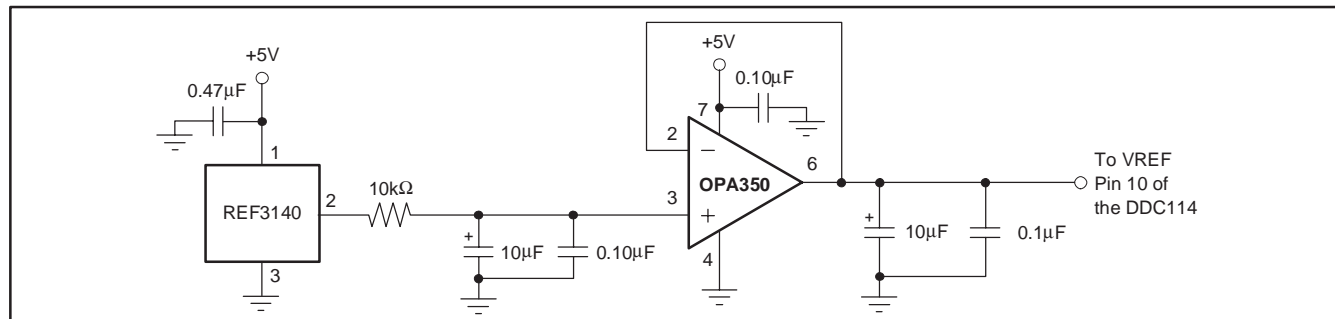 +5V
0.47µF
1
REF3140
2
3
10kΩ
+
10µF
0.10µF
+5V
0.10µF
7
2
−
OPA350
3
+
6
4
+
10µF
0.1µF
To VREF
Pin 10 of
the DDC114